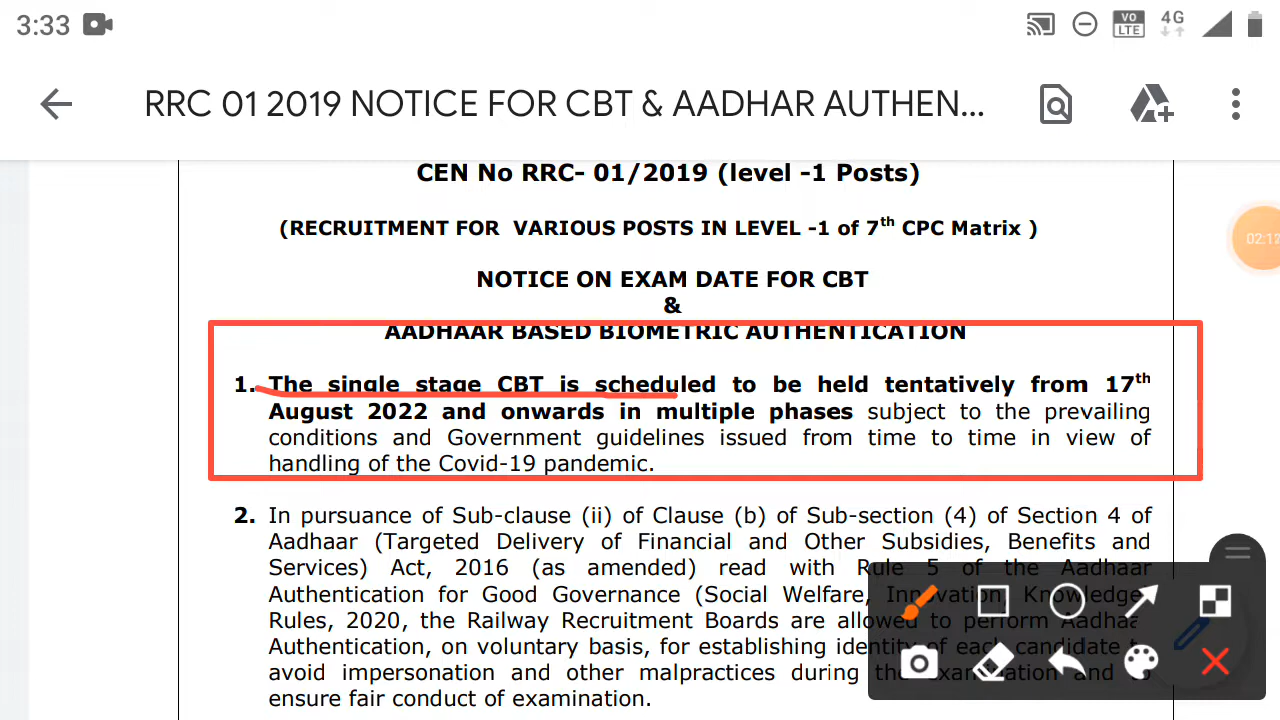 3:33
VO LTE 4G
RRC 01 2019 NOTICE FOR CBT & AADHAR AUTHEN...
CEN No RRC- 01/2019 (level -1 Posts)
(RECRUITMENT FOR VARIOUS POSTS IN LEVEL -1 of 7th CPC Matrix )
02:12
NOTICE ON EXAM DATE FOR CBT
&
AADHAAR BASED BIOMETRIC AUTHENTICATION
1. The single stage CBT is scheduled to be held tentatively from 17th
August 2022 and onwards in multiple phases subject to the prevailing
conditions and Government guidelines issued from time to time in view of
handling of the Covid-19 pandemic.
2. In pursuance of Sub-clause (ii) of Clause (b) of Sub-section (4) of Section 4 of
Aadhaar (Targeted Delivery of Financial and Other Subsidies, Benefits and
Services) Act, 2016 (as amended) read with Rule 5 of the Aadhaar
Authentication for Good Governance (Social Welfare, Innovation, Knowledge
Rules, 2020, the Railway Recruitment Boards are allowed to perform Aadhaa
Authentication, on voluntary basis, for establishing identity of each candidate
avoid impersonation and other malpractices during the examination and
ensure fair conduct of examination.